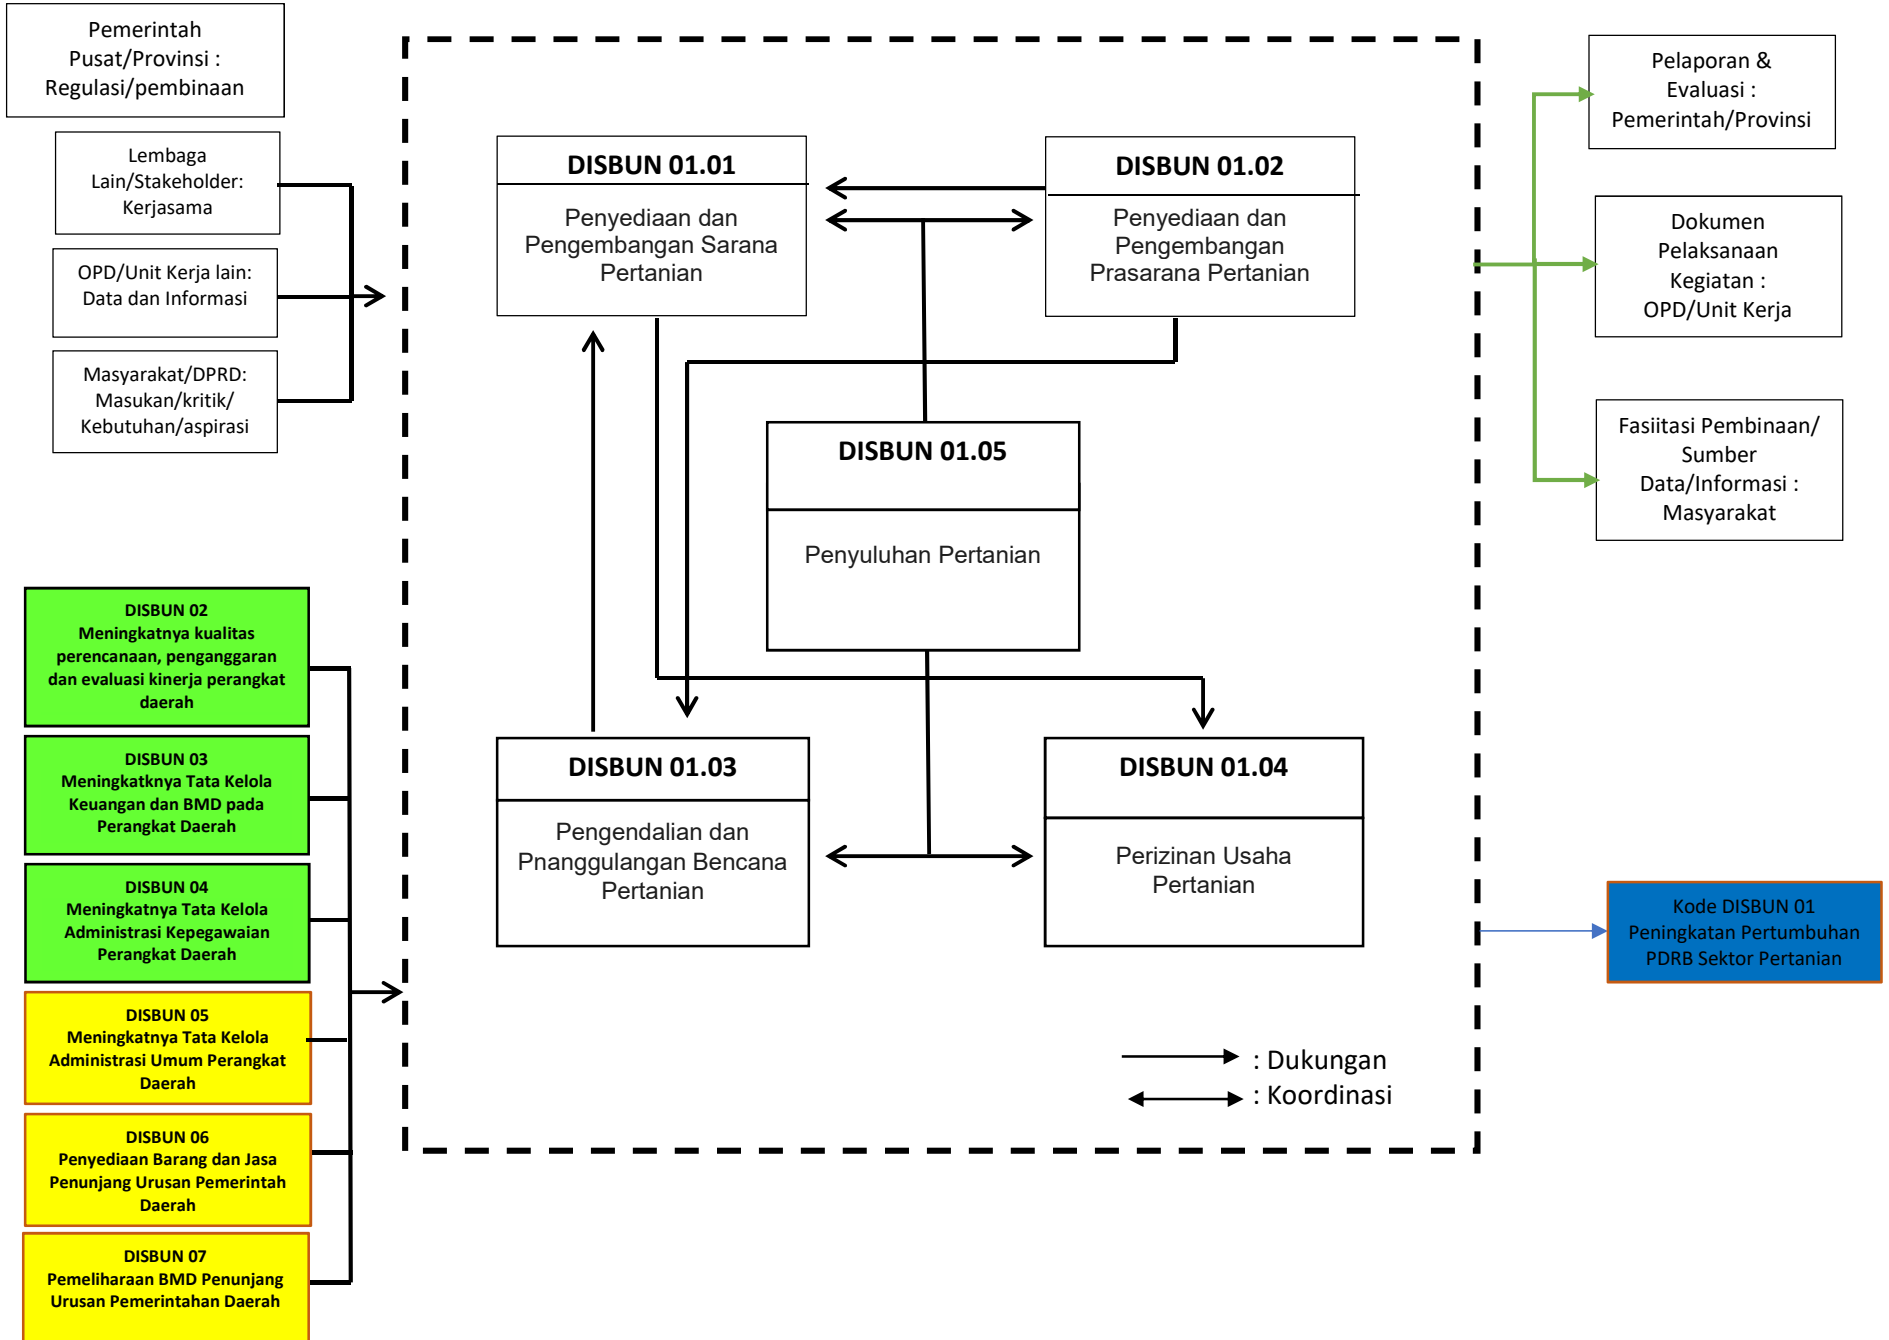 Pemerintah
Pusat/Provinsi :
Regulasi/pembinaan
Lembaga
Lain/Stakeholder:
Kerjasama
OPD/Unit Kerja lain:
Data dan Informasi
Masyarakat/DPRD:
Masukan/kritik/
Kebutuhan/aspirasi
DISBUN 02
Meningkatnya kualitas
perencanaan, penganggaran
dan evaluasi kinerja perangkat
daerah
DISBUN 03
Meningkatknya Tata Kelola
Keuangan dan BMD pada
Perangkat Daerah
DISBUN 04
Meningkatnya Tata Kelola
Administrasi Kepegawaian
Perangkat Daerah
DISBUN 05
Meningkatnya Tata Kelola
Administrasi Umum Perangkat
Daerah
DISBUN 06
Penyediaan Barang dan Jasa
Penunjang Urusan Pemerintah
Daerah
DISBUN 07
Pemeliharaan BMD Penunjang
Urusan Pemerintahan Daerah
DISBUN 01.01
Penyediaan dan
Pengembangan Sarana
Pertanian
DISBUN 01.02
Penyediaan dan
Pengembangan
Prasarana Pertanian
DISBUN 01.05
Penyuluhan Pertanian
DISBUN 01.03
Pengendalian dan
Pnanggulangan Bencana
Pertanian
DISBUN 01.04
Perizinan Usaha
Pertanian
: Dukungan
: Koordinasi
Pelaporan &
Evaluasi :
Pemerintah/Provinsi
Dokumen
Pelaksanaan
Kegiatan :
OPD/Unit Kerja
Fasiitasi Pembinaan/
Sumber
Data/Informasi :
Masyarakat
Kode DISBUN 01
Peningkatan Pertumbuhan
PDRB Sektor Pertanian